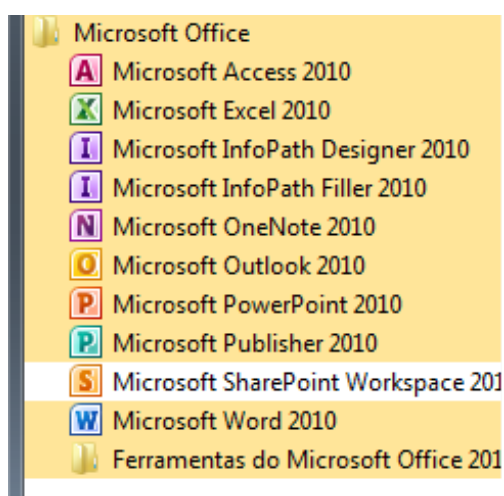 Microsoft Office
Microsoft Access 2010
Microsoft Excel 2010
Microsoft InfoPath Designer 2010
Microsoft InfoPath Filler 2010
Microsoft OneNote 2010
Microsoft Outlook 2010
Microsoft PowerPoint 2010
Microsoft Publisher 2010
Microsoft SharePoint Workspace 201
Microsoft Word 2010
Ferramentas do Microsoft Office 201